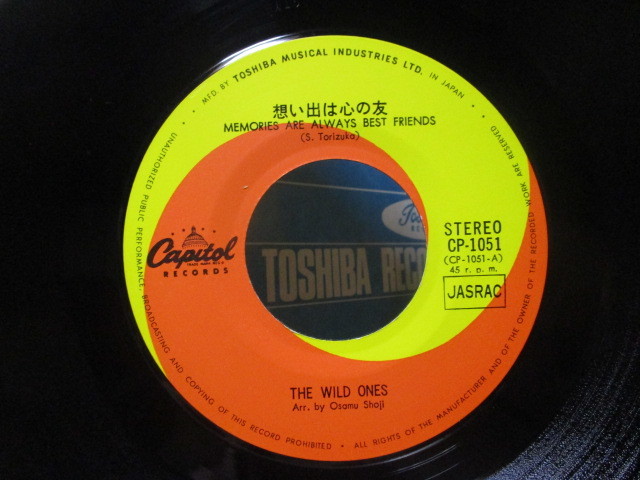 MFD. BY TOSHIBA MUSICAL INDUSTRIES LTD. IN JAPAN. • ALL RIGHTS RESERVED.
想い出は心の友
MEMORIES ARE ALWAYS BEST FRIENDS
(S. Torizuka)
Capitol
RECORDS
STEREO
CP-1051
(CP-1051-A)
45 r. p. m.
JASRAC
TOSHIBA REC
THE WILD ONES
Arr. by Osamu Shoji
UNAUTHORIZED PUBLIC PERFORMANCE, BROADCASTING AND COPYING OF THIS RECORD PROHIBITED • ALL RIGHTS OF THE MANUFACTURER AND OF THE OWNER OF THE RECORDED WORK ARE RESERVED.